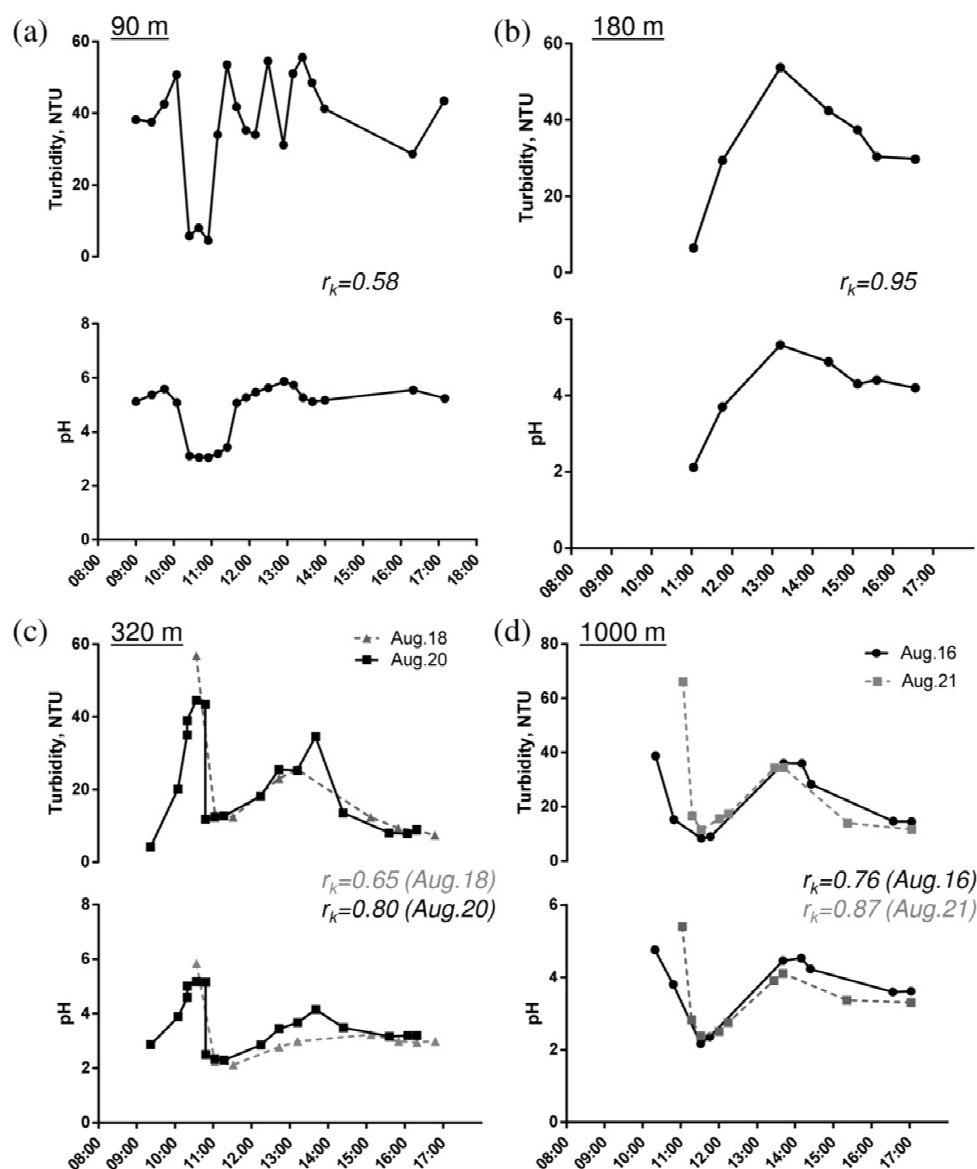 (a) 90 m
60
40
20
0
Turbidity, NTU
r_k=0.58
8
6
4
2
0
pH
08:00 09:00 10:00 11:00 12:00 13:00 14:00 15:00 16:00 17:00 18:00
(b) 180 m
60
40
20
0
Turbidity, NTU
r_k=0.95
6
4
2
0
pH
08:00 09:00 10:00 11:00 12:00 13:00 14:00 15:00 16:00 17:00
(c) 320 m
Aug.18
Aug.20
60
40
20
0
Turbidity, NTU
r_k=0.65 (Aug.18)
r_k=0.80 (Aug.20)
8
6
4
2
0
pH
08:00 09:00 10:00 11:00 12:00 13:00 14:00 15:00 16:00 17:00
(d) 1000 m
Aug.16
Aug.21
80
60
40
20
0
Turbidity, NTU
r_k=0.76 (Aug.16)
r_k=0.87 (Aug.21)
6
4
2
0
pH
08:00 09:00 10:00 11:00 12:00 13:00 14:00 15:00 16:00 17:00